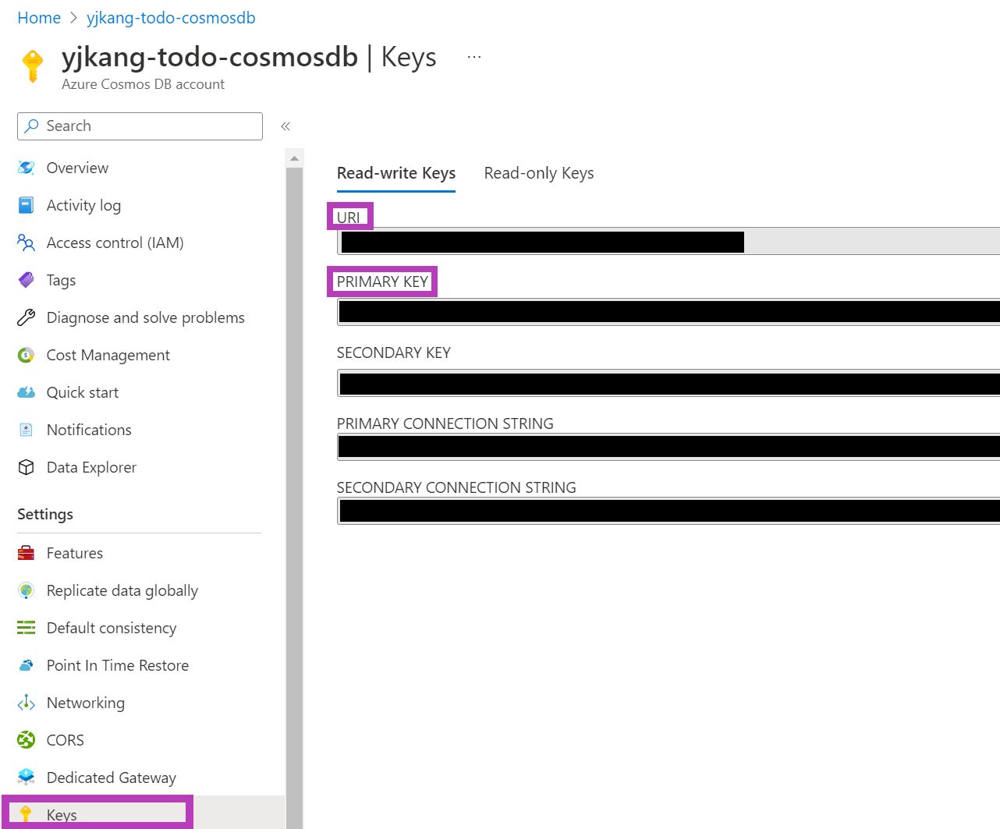 Home > yjkang-todo-cosmosdb
yjkang-todo-cosmosdb | Keys ...
Azure Cosmos DB account
Search «
Overview
Activity log
Access control (IAM)
Tags
Diagnose and solve problems
Cost Management
Quick start
Notifications
Data Explorer
Settings
Features
Replicate data globally
Default consistency
Point In Time Restore
Networking
CORS
Dedicated Gateway
Keys
Read-write Keys Read-only Keys
URI
PRIMARY KEY
SECONDARY KEY
PRIMARY CONNECTION STRING
SECONDARY CONNECTION STRING